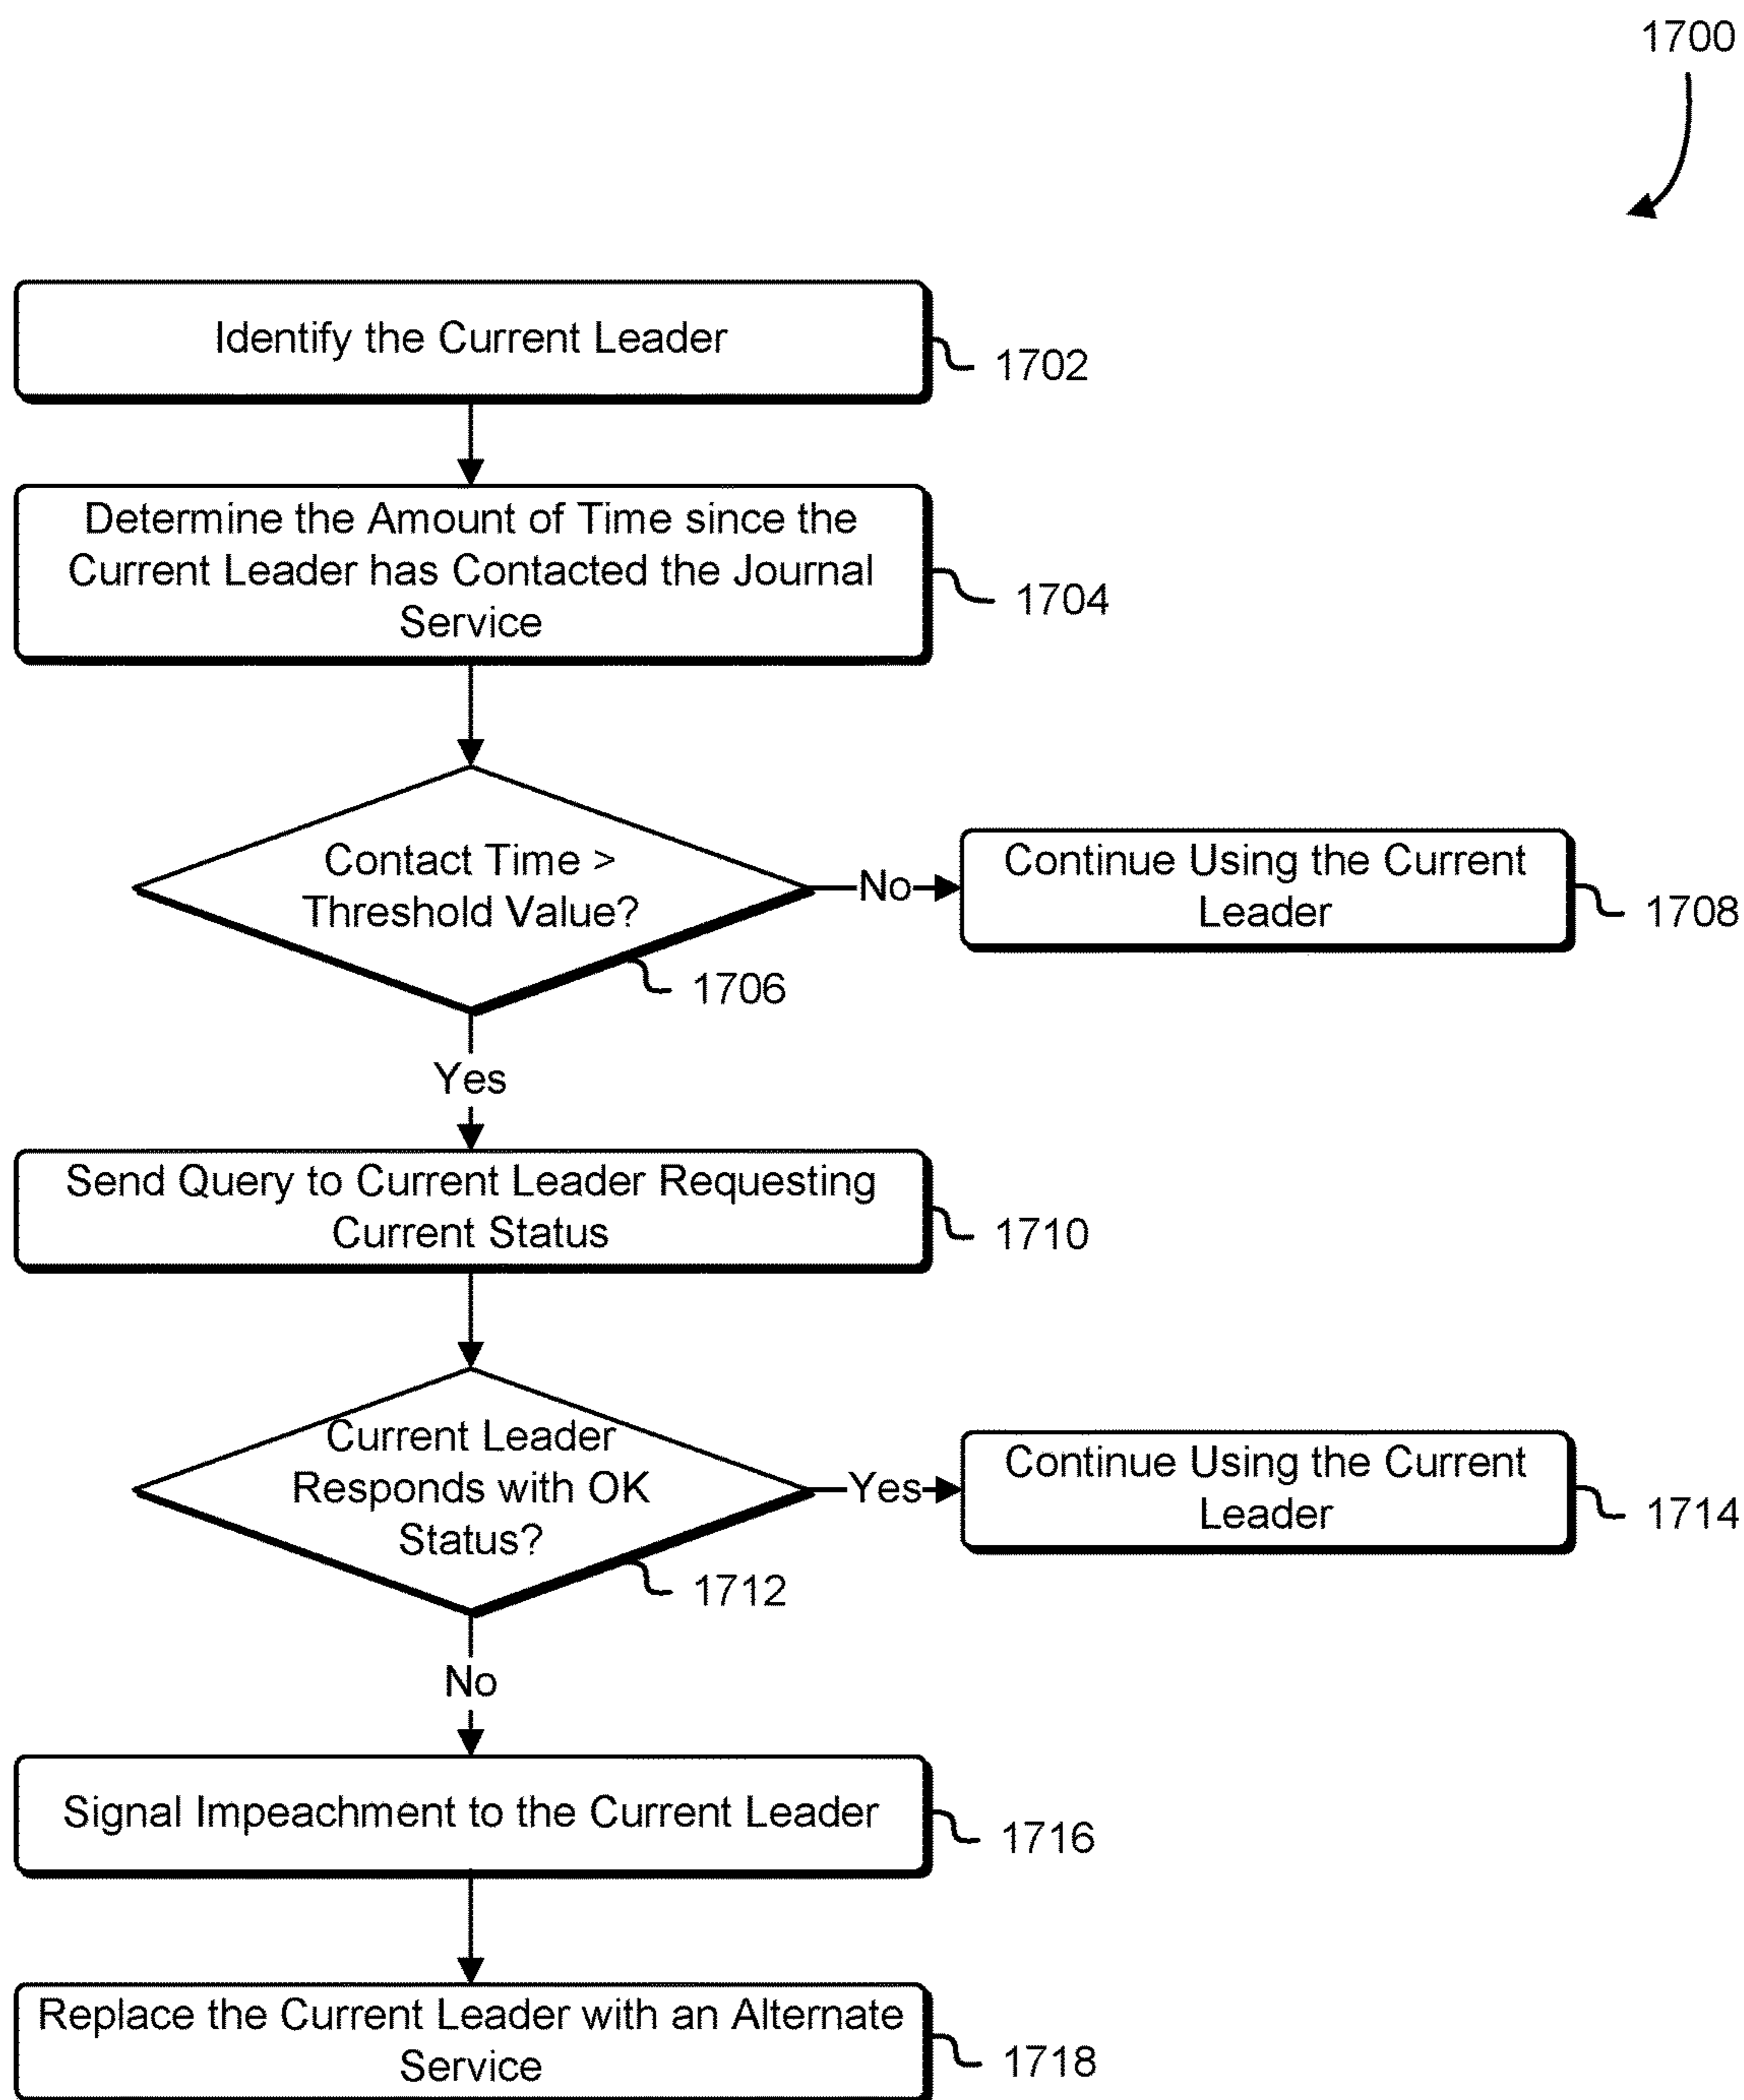 1700
Identify the Current Leader
1702
Determine the Amount of Time since the
Current Leader has Contacted the Journal
Service
1704
Contact Time >
Threshold Value?
1706
No
Continue Using the Current
Leader
1708
Yes
Send Query to Current Leader Requesting
Current Status
1710
Current Leader
Responds with OK
Status?
1712
Yes
Continue Using the Current
Leader
1714
No
Signal Impeachment to the Current Leader
1716
Replace the Current Leader with an Alternate
Service
1718